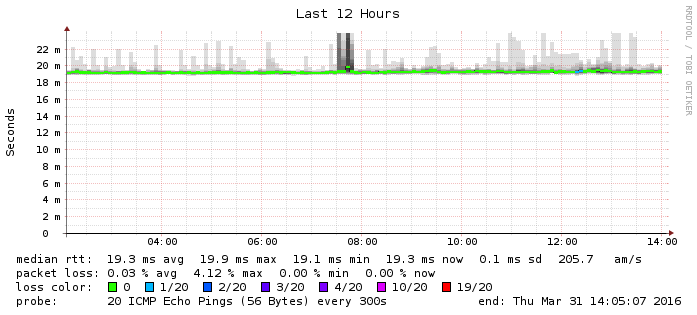 Last 12 Hours
RRDTOOL / TOBI OETIKER
Seconds
22 m
20 m
18 m
16 m
14 m
12 m
10 m
8 m
6 m
4 m
2 m
0
04:00 06:00 08:00 10:00 12:00 14:00
median rtt: 19.3 ms avg 19.9 ms max 19.1 ms min 19.3 ms now 0.1 ms sd 205.7 am/s
packet loss: 0.03 % avg 4.12 % max 0.00 % min 0.00 % now
loss color: 0 1/20 2/20 3/20 4/20 10/20 19/20
probe: 20 ICMP Echo Pings (56 Bytes) every 300s end: Thu Mar 31 14:05:07 2016